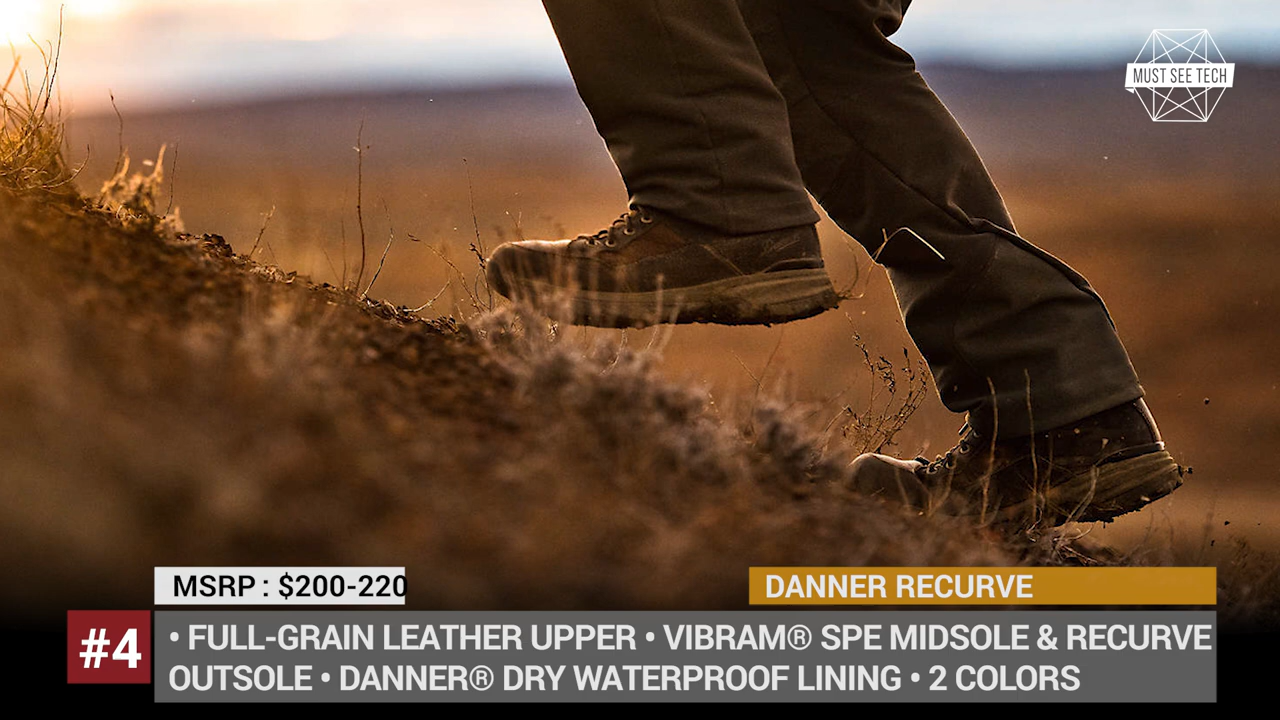 MUST SEE TECH
MSRP : $200-220
DANNER RECURVE
#4
• FULL-GRAIN LEATHER UPPER • VIBRAM® SPE MIDSOLE & RECURVE
OUTSOLE • DANNER® DRY WATERPROOF LINING • 2 COLORS